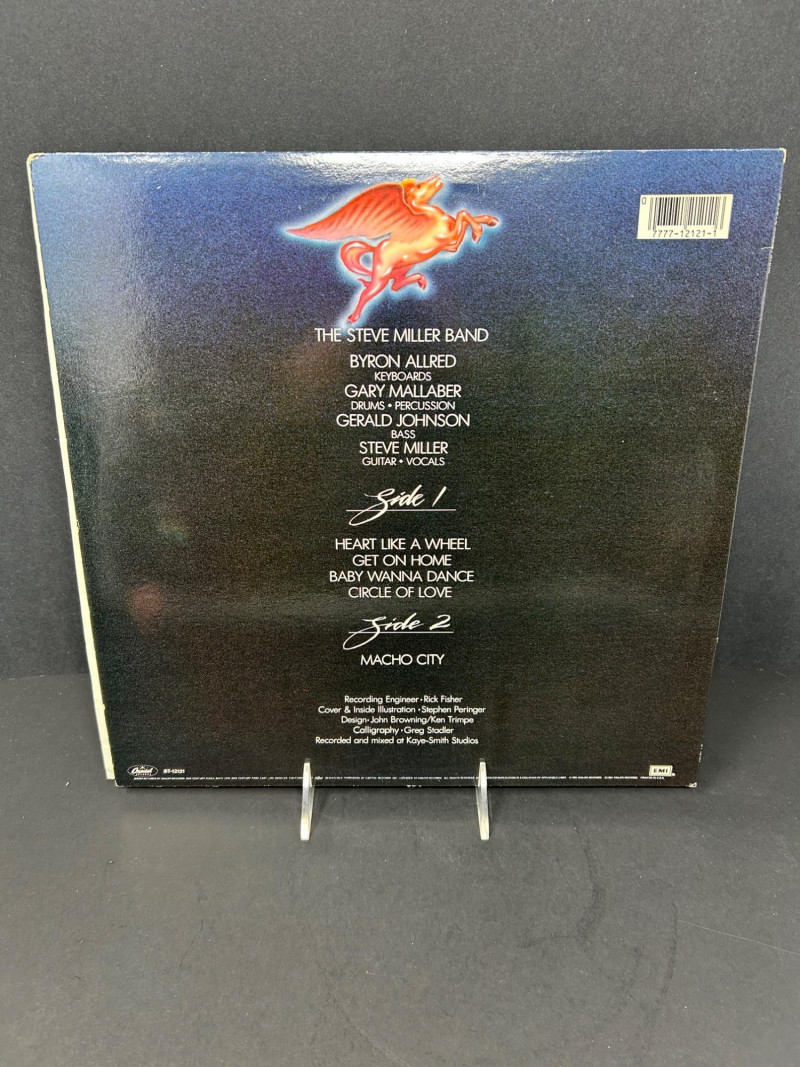 0
7777-12121-1
THE STEVE MILLER BAND
BYRON ALLRED
KEYBOARDS
GARY MALLABER
DRUMS • PERCUSSION
GERALD JOHNSON
BASS
STEVE MILLER
GUITAR • VOCALS
Side 1
HEART LIKE A WHEEL
GET ON HOME
BABY WANNA DANCE
CIRCLE OF LOVE
Side 2
MACHO CITY
Recording Engineer • Rick Fisher
Cover & Inside Illustration • Stephen Peringer
Design • John Browning/Ken Trimpe
Calligraphy • Greg Stadler
Recorded and mixed at Kaye-Smith Studios
Capitol
ST-12121
EMI